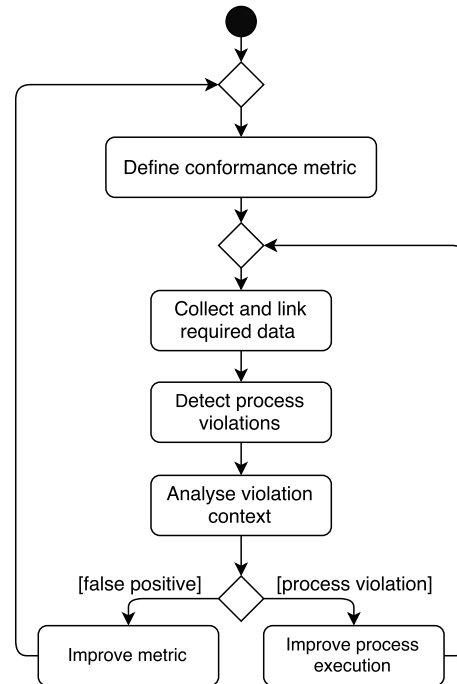 Define conformance metric
Collect and link
required data
Detect process
violations
Analyse violation
context
[false positive]
[process violation]
Improve metric
Improve process
execution